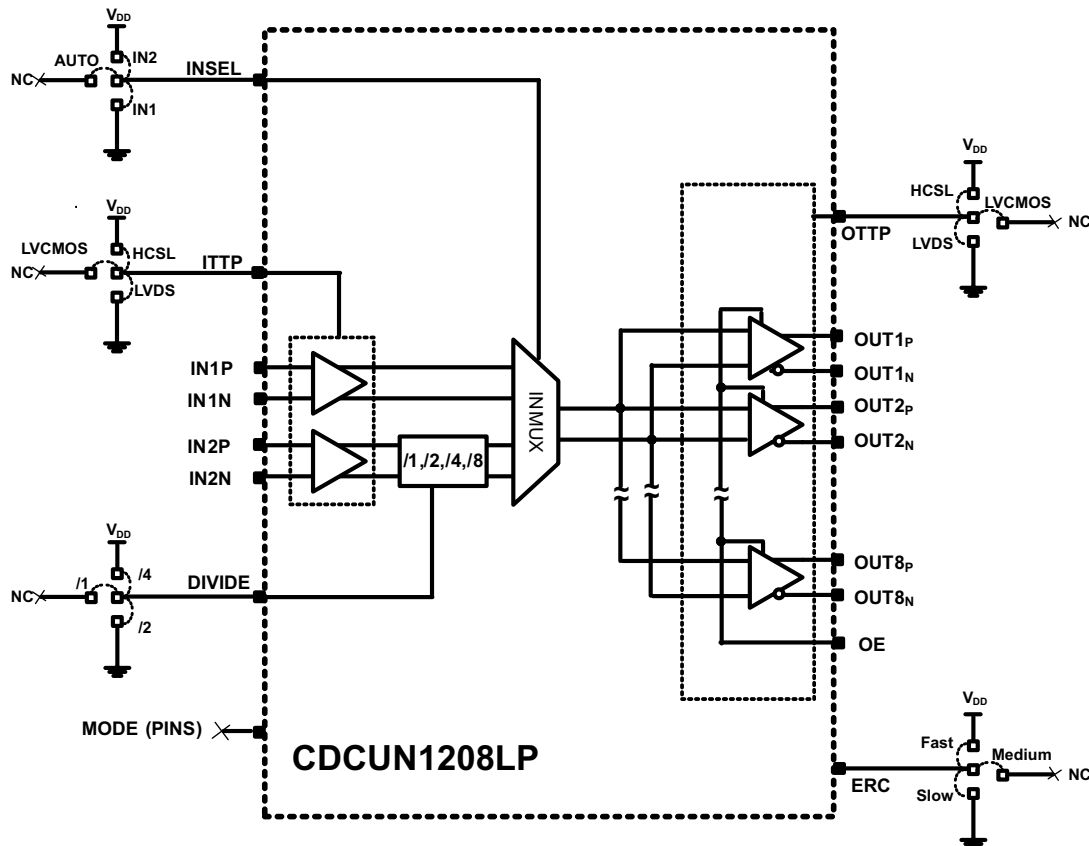 VDD
AUTO
IN2
NC
INSEL
IN1
VDD
LVCMOS
HCSL
NC
ITTP
LVDS
IN1P
IN1N
IN2P
IN2N
/1,/2,/4,/8
INMUX
VDD
/1
/4
NC
DIVIDE
/2
MODE (PINS)
CDCUN1208LP
VDD
HCSL
LVCMOS
NC
OTTP
LVDS
OUT1P
OUT1N
OUT2P
OUT2N
OUT8P
OUT8N
OE
VDD
Fast
Medium
NC
ERC
Slow